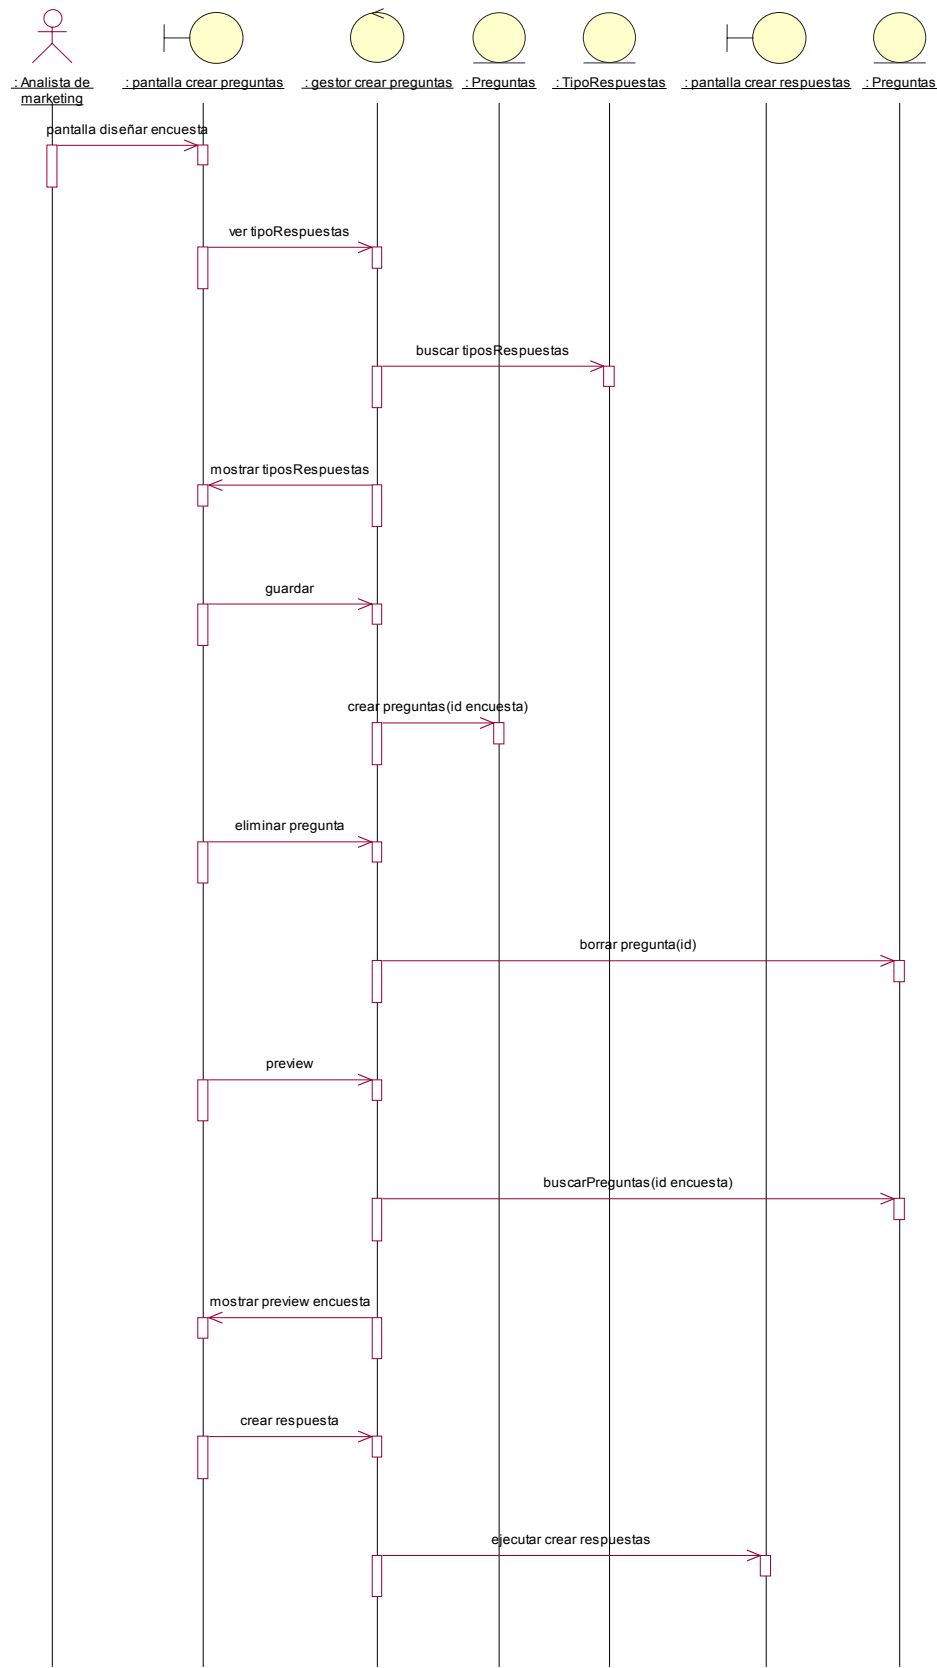 : Analista de
marketing
: pantalla crear preguntas
: gestor crear preguntas
: Preguntas
: TipoRespuestas
: pantalla crear respuestas
: Preguntas
pantalla diseñar encuesta
ver tipoRespuestas
buscar tiposRespuestas
mostrar tiposRespuestas
guardar
crear preguntas(id encuesta)
eliminar pregunta
borrar pregunta(id)
preview
buscarPreguntas(id encuesta)
mostrar preview encuesta
crear respuesta
ejecutar crear respuestas